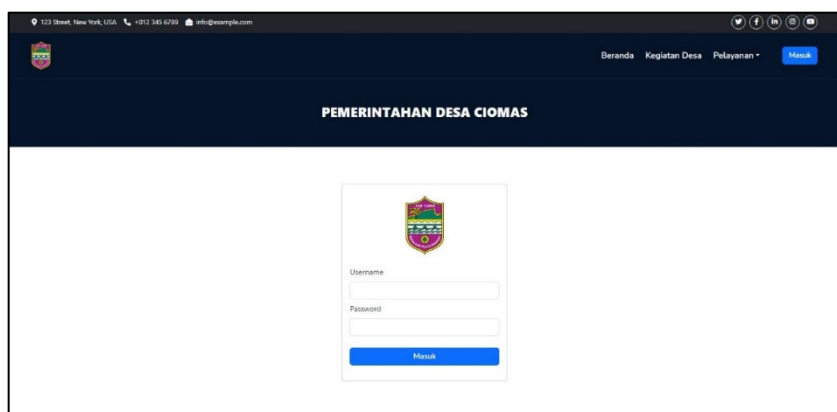 123 Street, New York, USA +012 345 6789 info@example.com
Beranda Kegiatan Desa Pelayanan Masuk
PEMERINTAHAN DESA CIOMAS
Username
Password
Masuk